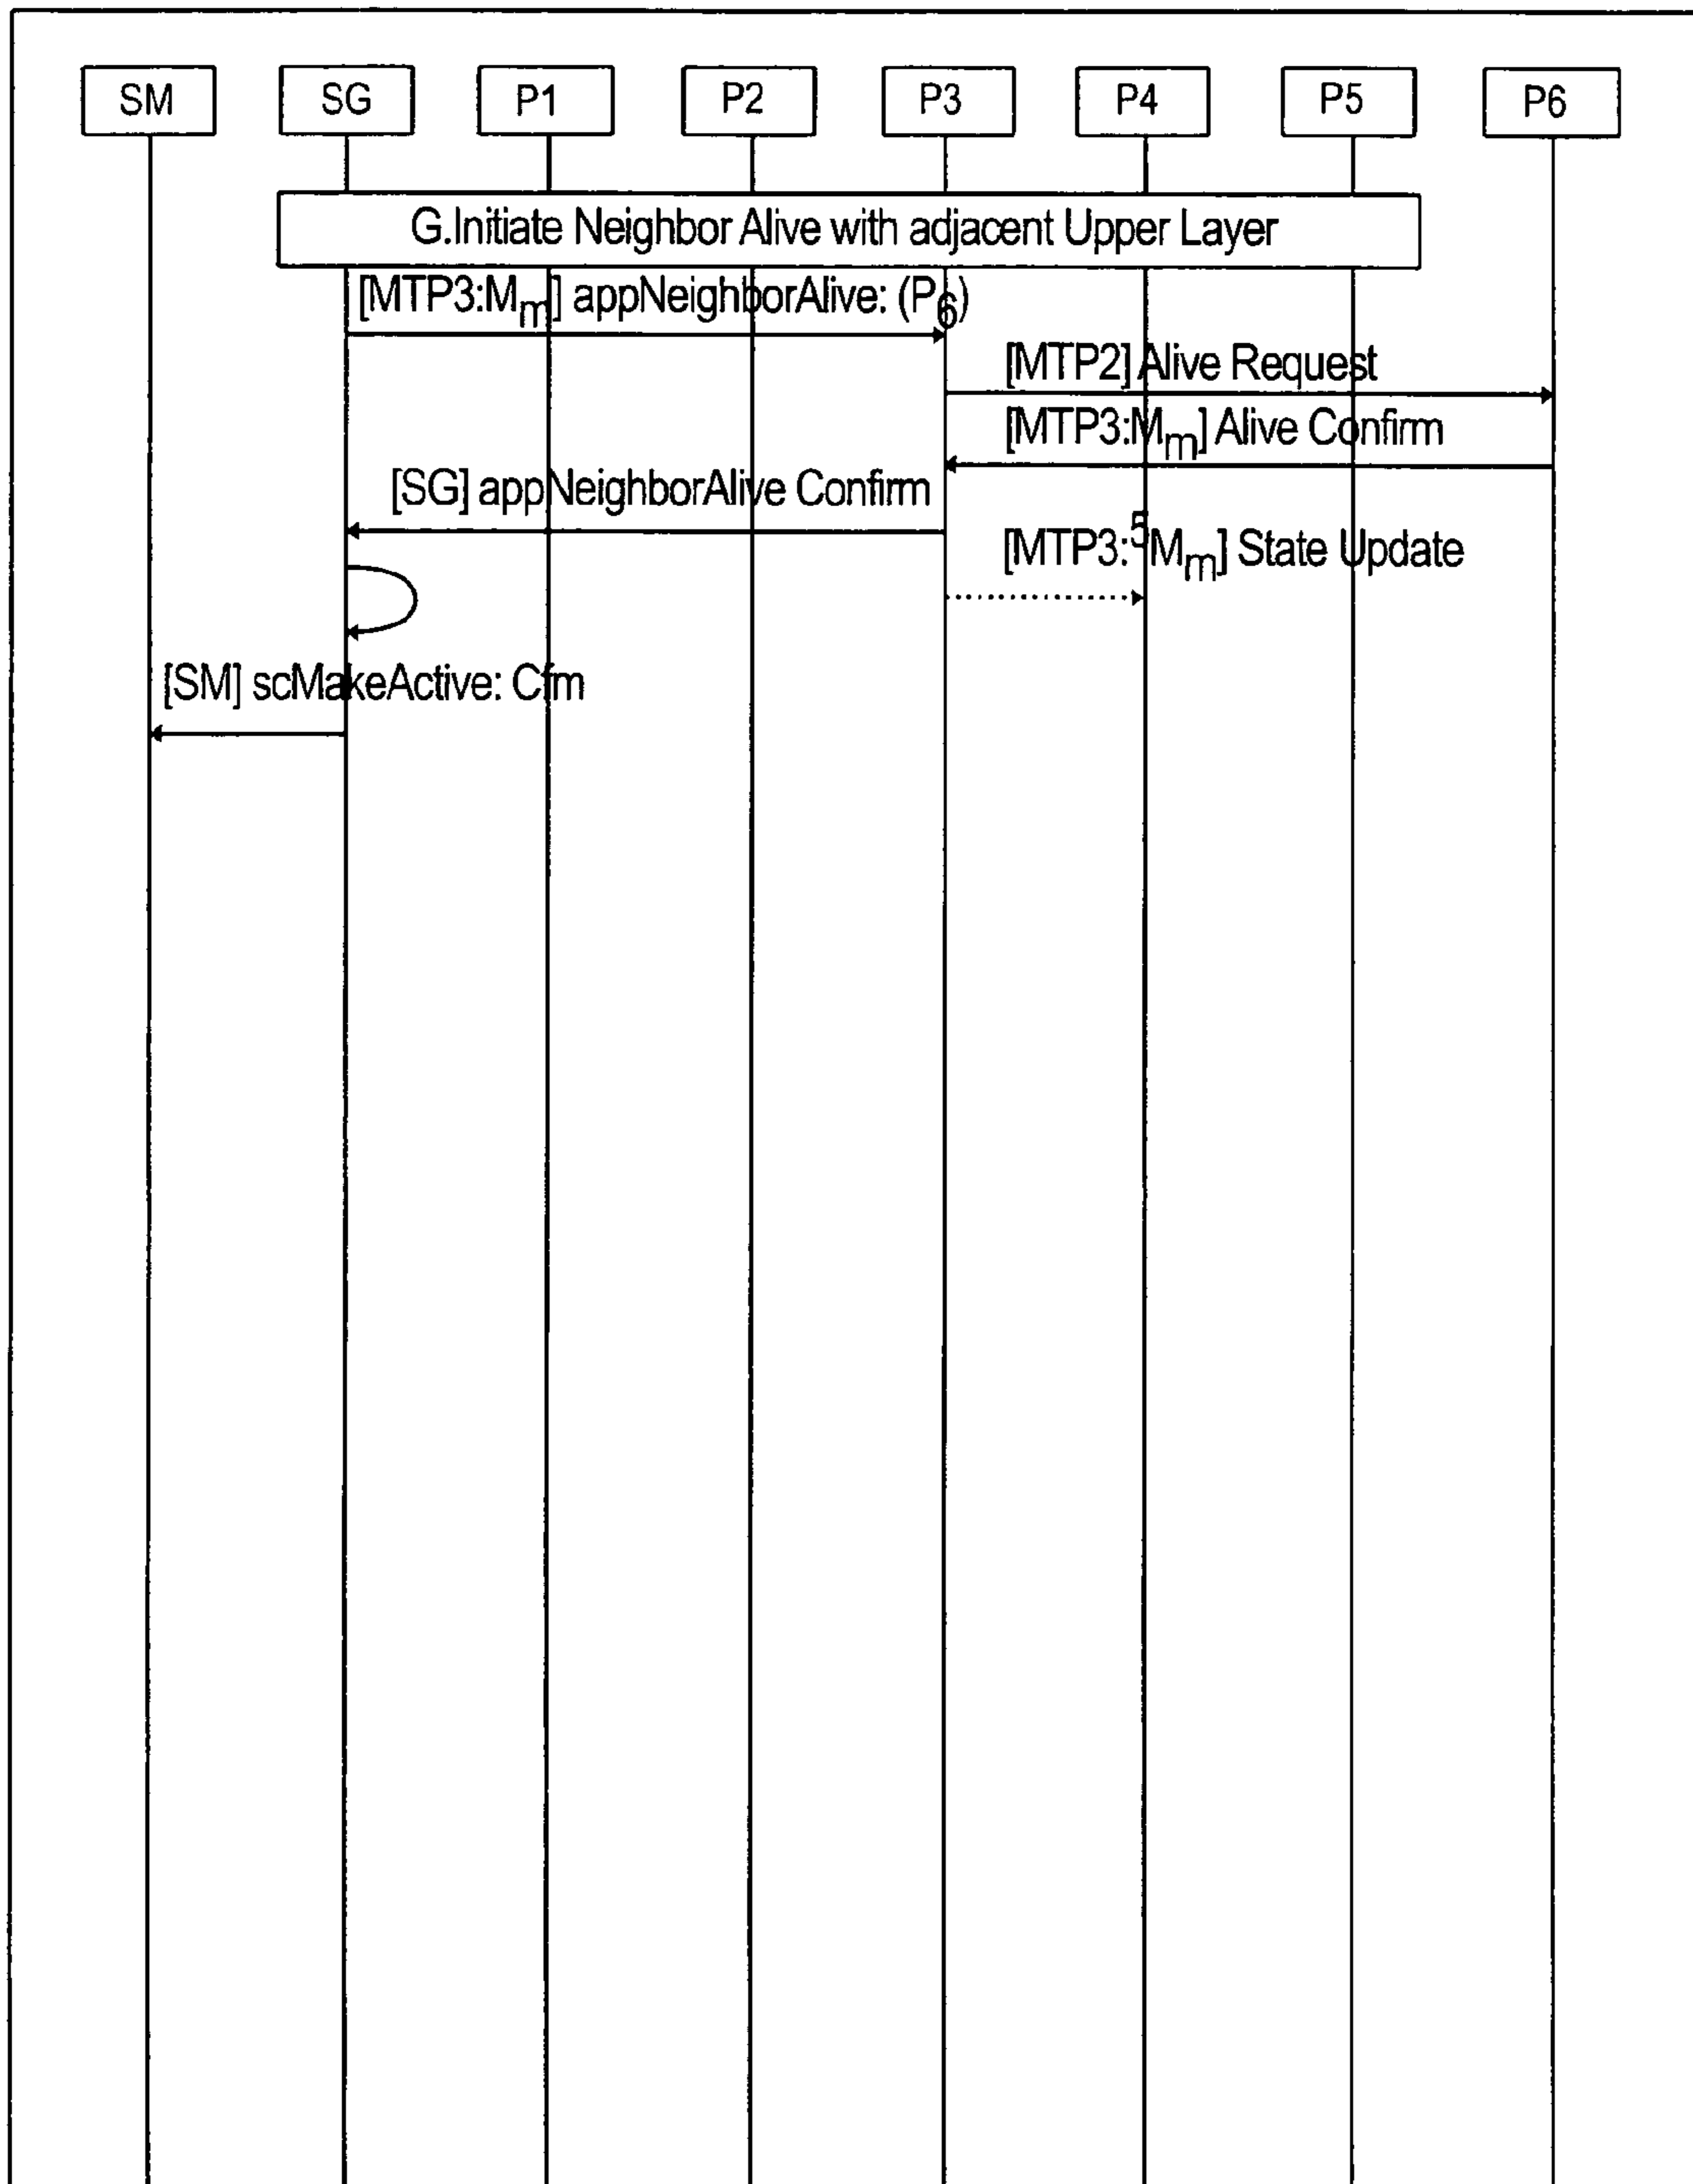 SM
SG
P1
P2
P3
P4
P5
P6
G.Initiate Neighbor Alive with adjacent Upper Layer
[MTP3:Mm] appNeighborAlive: (P6)
[MTP2] Alive Request
[MTP3:Mm] Alive Confirm
[SG] appNeighborAlive Confirm
[MTP3:5Mm] State Update
[SM] scMakeActive: Cfm